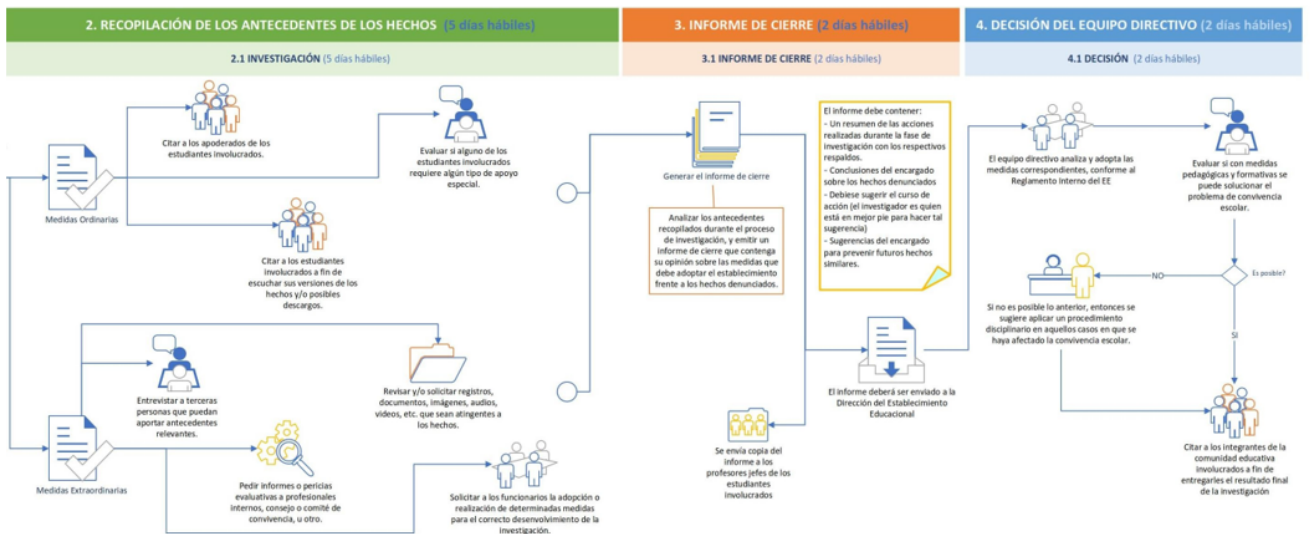 2. RECOPILACIÓN DE LOS ANTECEDENTES DE LOS HECHOS (5 días hábiles)
2.1 INVESTIGACIÓN (5 días hábiles)
Citar a los apoderados de los
estudiantes involucrados.
Evaluar si alguno de los
estudiantes involucrados
requiere algún tipo de apoyo
especial.
Medidas Ordinarias
Citar a los estudiantes
involucrados a fin de
escuchar sus versiones de los
hechos y/o posibles
descargos.
Entrevistar a terceras
personas que puedan
aportar antecedentes
relevantes.
Revisar y/o solicitar registros,
documentos, imágenes, audios,
videos, etc. que sean atingentes a
los hechos.
Medidas Extraordinarias
Pedir informes o pericias
evaluativas a profesionales
internos, consejo o comité de
convivencia, u otro.
Solicitar a los funcionarios la adopción o
realización de determinadas medidas
para el correcto desenvolvimiento de la
investigación.
3. INFORME DE CIERRE (2 días hábiles)
3.1 INFORME DE CIERRE (2 días hábiles)
Generar el informe de cierre
Analizar los antecedentes
recopilados durante el proceso
de investigación, y emitir un
informe de cierre que contenga
su opinión sobre las medidas que
debe adoptar el establecimiento
frente a los hechos denunciados.
El informe debe contener:
- Un resumen de las acciones
realizadas durante la fase de
investigación con los respectivos
respaldos.
- Conclusiones del encargado
sobre los hechos denunciados
- Debiese sugerir el curso de
acción (el investigador es quien
está en mejor pie para hacer tal
sugerencia)
- Sugerencias del encargado
para prevenir futuros hechos
similares.
El informe deberá ser enviado a la
Dirección del Establecimiento
Educacional
Se envía copia del
informe a los
profesores jefes de los
estudiantes
involucrados
4. DECISIÓN DEL EQUIPO DIRECTIVO (2 días hábiles)
4.1 DECISIÓN (2 días hábiles)
El equipo directivo analiza y adopta las
medidas correspondientes, conforme al
Reglamento Interno del EE
Evaluar si con medidas
pedagógicas y formativas se
puede solucionar el
problema de convivencia
escolar.
Es posible?
NO
SI
Si no es posible lo anterior, entonces se
sugiere aplicar un procedimiento
disciplinario en aquellos casos en que se
haya afectado la convivencia escolar.
Citar a los integrantes de la
comunidad educativa
involucrados a fin de
entregarles el resultado final
de la investigación